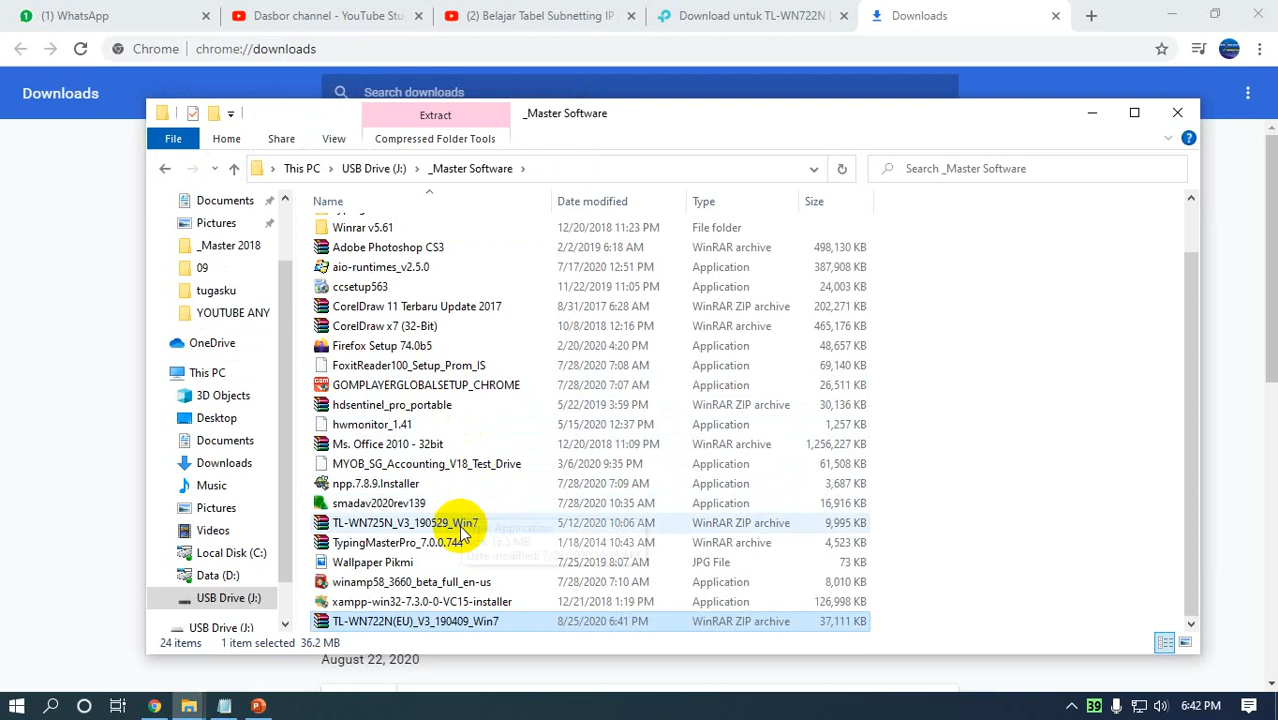 (1) WhatsApp
Dasbor channel - YouTube Stu
(2) Belajar Tabel Subnetting IP
Download untuk TL-WN722N
Downloads
Chrome
chrome://downloads
Downloads
Search downloads
Extract
_Master Software
File
Home
Share
View
Compressed Folder Tools
This PC
USB Drive (J:)
_Master Software
Search _Master Software
Documents
Pictures
_Master 2018
09
tugasku
YOUTUBE ANY
OneDrive
This PC
3D Objects
Desktop
Documents
Downloads
Music
Pictures
Videos
Local Disk (C:)
Data (D:)
USB Drive (J:)
USB Drive (J:)
Name Date modified Type Size
Winrar v5.61 12/20/2018 11:23 PM File folder
Adobe Photoshop CS3 2/2/2019 6:18 AM WinRAR archive 498,130 KB
aio-runtimes_v2.5.0 7/17/2020 12:51 PM Application 387,908 KB
ccsetup563 11/22/2019 11:05 PM Application 24,003 KB
CorelDraw 11 Terbaru Update 2017 8/31/2017 6:28 AM WinRAR ZIP archive 202,271 KB
CorelDraw x7 (32-Bit) 10/8/2018 12:16 PM WinRAR archive 465,176 KB
Firefox Setup 74.0b5 2/20/2020 4:20 PM Application 48,657 KB
FoxitReader100_Setup_Prom_IS 7/28/2020 7:08 AM Application 69,140 KB
GOMPLAYERGLOBALSETUP_CHROME 7/28/2020 7:07 AM Application 26,511 KB
hdsentinel_pro_portable 5/22/2019 3:59 PM WinRAR ZIP archive 30,136 KB
hwmonitor_1.41 5/15/2020 12:37 PM Application 1,257 KB
Ms. Office 2010 - 32bit 12/20/2018 11:09 PM WinRAR archive 1,256,227 KB
MYOB_SG_Accounting_V18_Test_Drive 3/6/2020 9:35 PM Application 61,508 KB
npp.7.8.9.Installer 7/28/2020 7:09 AM Application 3,687 KB
smadav2020rev139 7/28/2020 10:35 AM Application 16,916 KB
TL-WN725N_V3_190529_Win7 5/12/2020 10:06 AM WinRAR ZIP archive 9,995 KB
TypingMasterPro_7.0.0.744 1/18/2014 10:43 AM WinRAR archive 4,523 KB
Wallpaper Pikmi 7/25/2019 8:07 AM JPG File 73 KB
winamp58_3660_beta_full_en-us 7/28/2020 7:10 AM Application 8,010 KB
xampp-win32-7.3.0-0-VC15-installer 12/21/2018 1:19 PM Application 126,998 KB
TL-WN722N(EU)_V3_190409_Win7 8/25/2020 6:41 PM WinRAR ZIP archive 37,111 KB
24 items 1 item selected 36.2 MB
August 22, 2020
39
6:42 PM